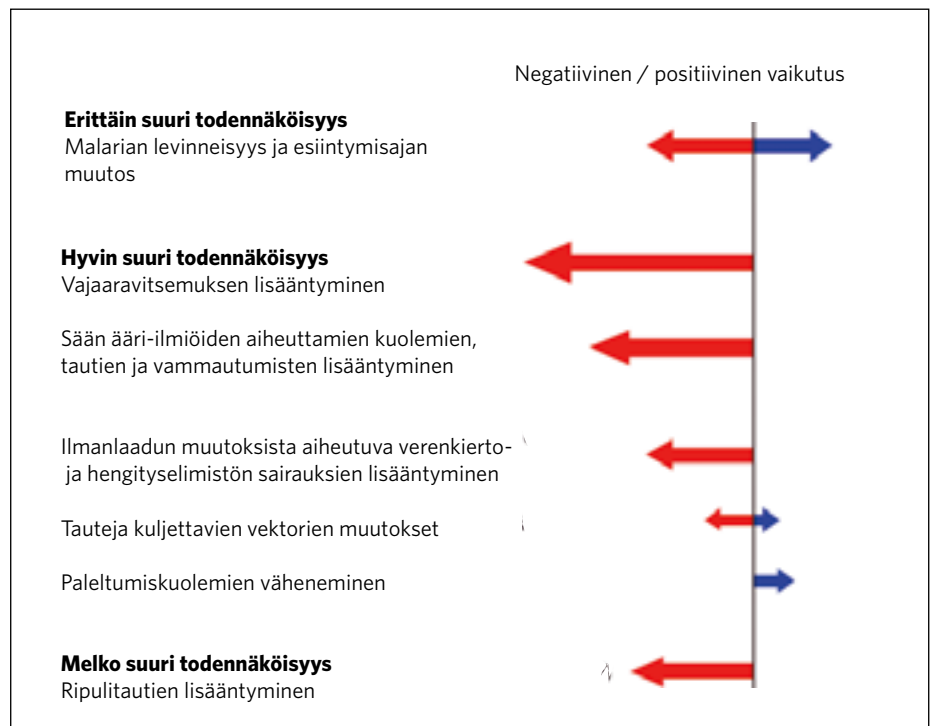 Negatiivinen / positiivinen vaikutus
Erittäin suuri todennäköisyys
Malarian levinneisyys ja esiintymisajan
muutos
Hyvin suuri todennäköisyys
Vajaaravitsemuksen lisääntyminen
Sään ääri-ilmiöiden aiheuttamien kuolemien,
tautien ja vammautumisten lisääntyminen
Ilmanlaadun muutoksista aiheutuva verenkierto-
ja hengityselimistön sairauksien lisääntyminen
Tauteja kuljettavien vektorien muutokset
Paleltumiskuolemien väheneminen
Melko suuri todennäköisyys
Ripulitautien lisääntyminen